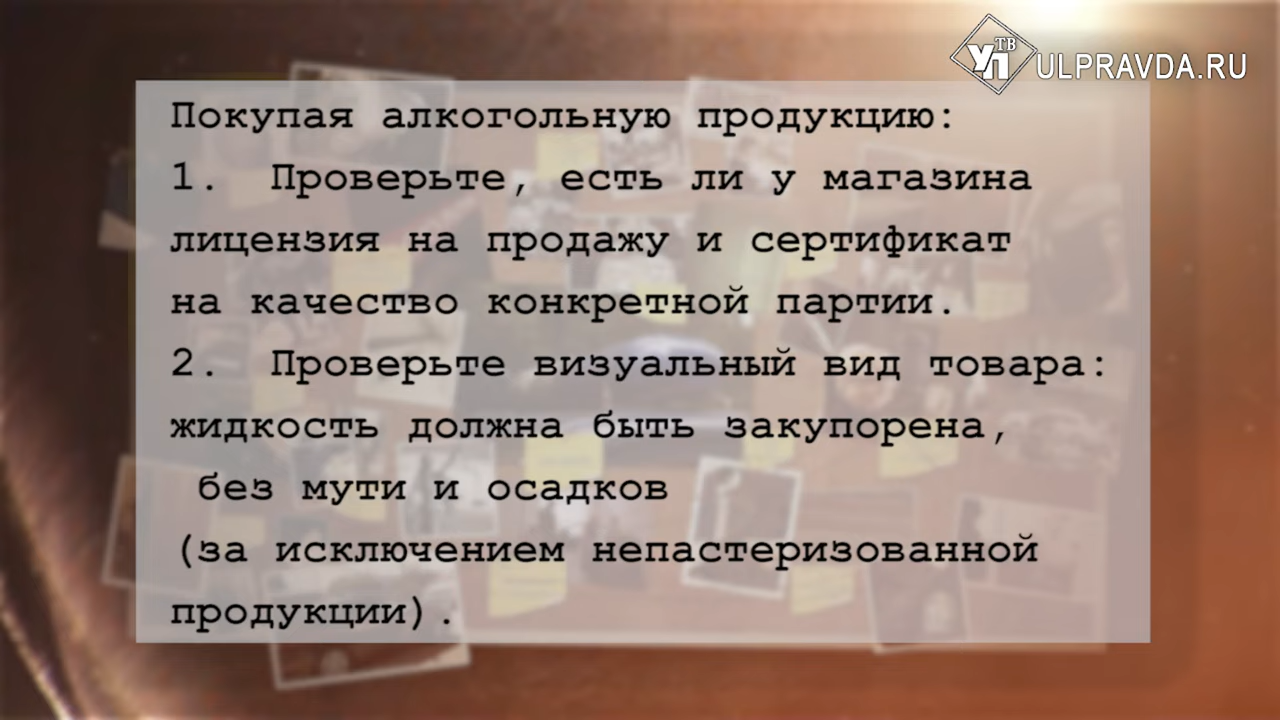 УП ТВ
ULPRAVDA.RU
Покупая алкогольную продукцию:
1. Проверьте, есть ли у магазина
лицензия на продажу и сертификат
на качество конкретной партии.
2. Проверьте визуальный вид товара:
жидкость должна быть закупорена,
без мути и осадков
(за исключением непастеризованной
продукции).